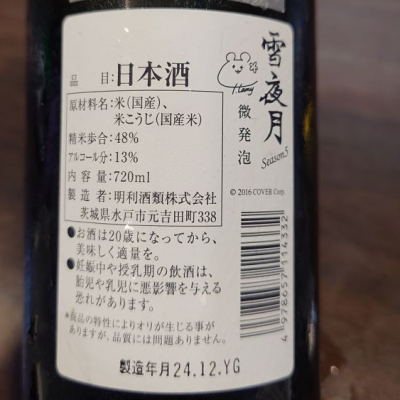 雪夜月
微発泡
Season5
© 2016 COVER Corp.
品　目:日本酒
原材料名:米(国産)、
米こうじ(国産米)
精米歩合:48%
アルコール分:13%
内 容 量:720ml
製 造 者:明利酒類株式会社
茨城県水戸市元吉田町338
●お酒は20歳になってから、
美味しく適量を。
●妊娠中や授乳期の飲酒は、
胎児や乳児に悪影響を与える
恐れがあります。
*商品の特性によりオリが生じる事が
ありますが、品質には問題ありません。
4 978657 114332
製造年月24.12.YG